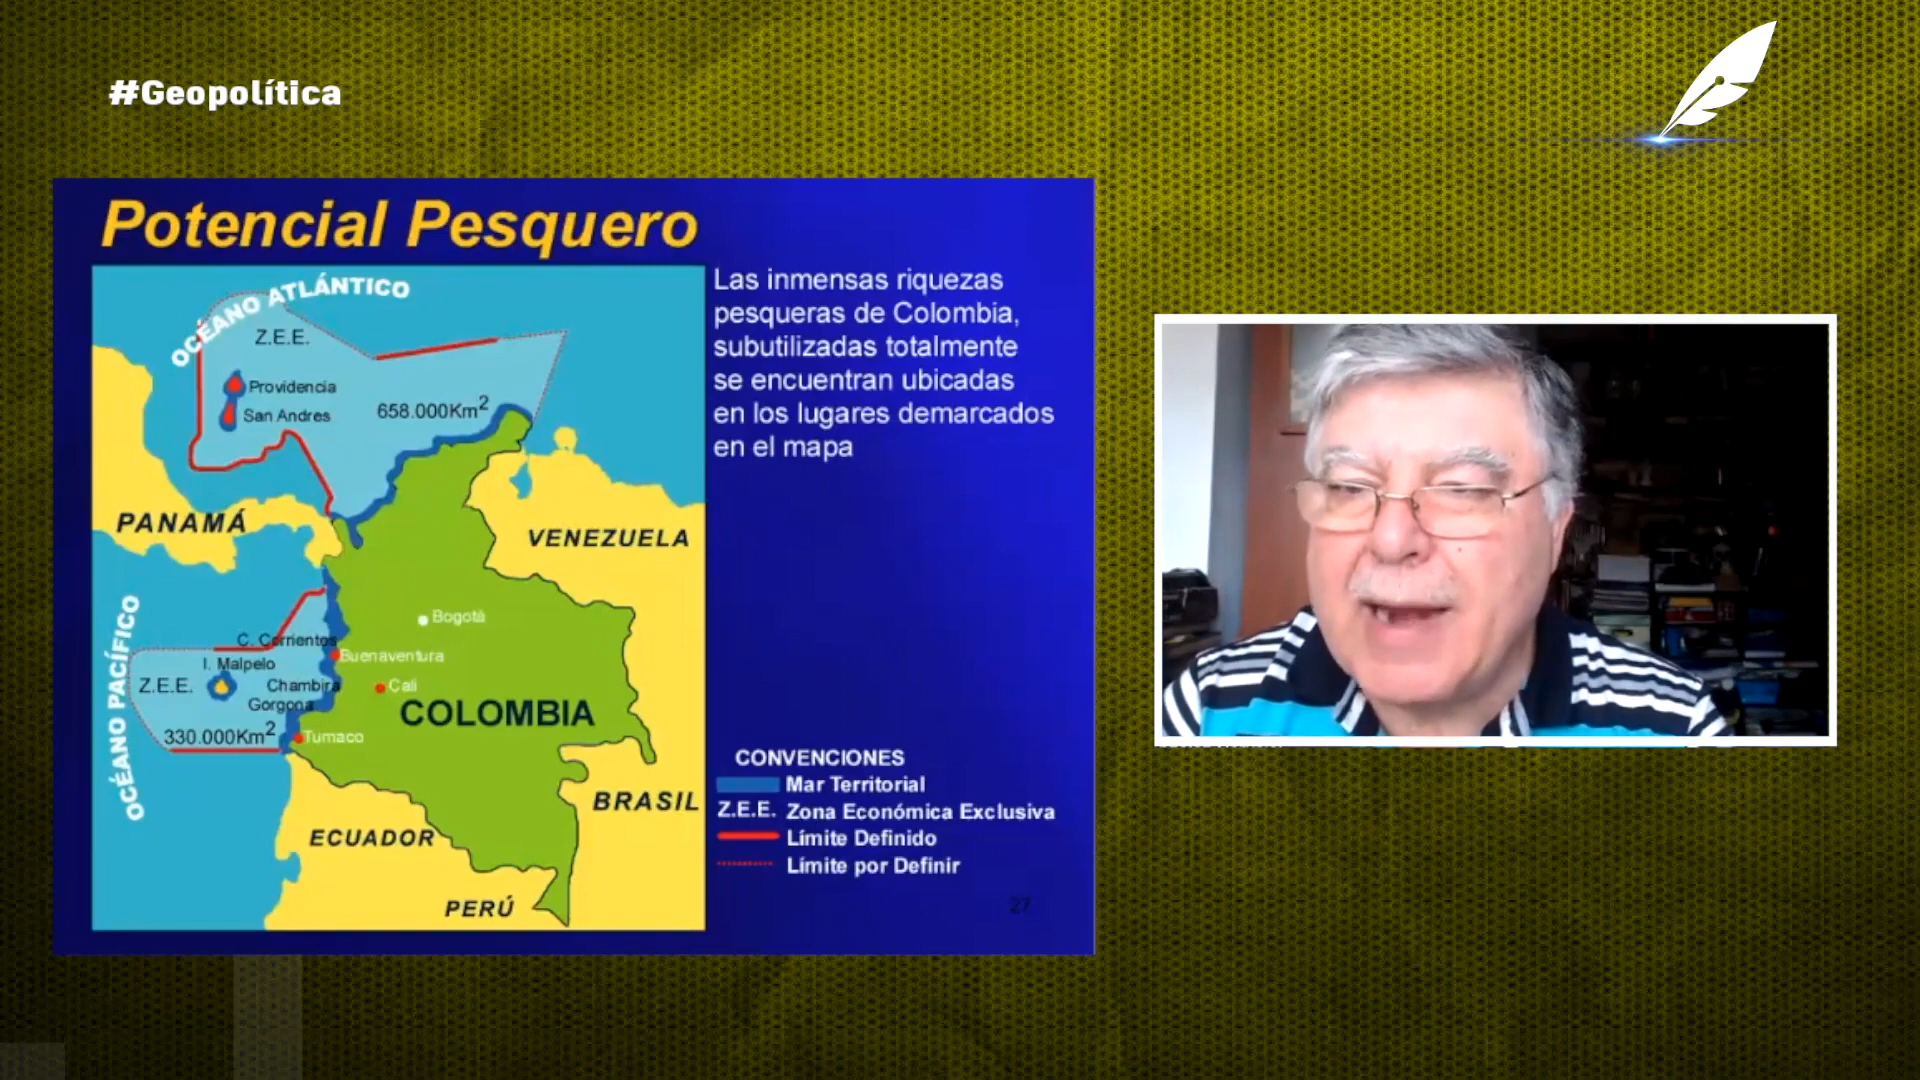 #Geopolítica
Potencial Pesquero
OCÉANO ATLÁNTICO
Z.E.E.
Providencia
San Andres
658.000Km2
PANAMÁ
VENEZUELA
OCÉANO PACÍFICO
Bogotá
C. Corrientes
Buenaventura
I. Malpelo
Z.E.E.
Chambira
Cali
Gorgona
COLOMBIA
330.000Km2
Tumaco
BRASIL
ECUADOR
PERÚ
Las inmensas riquezas
pesqueras de Colombia,
subutilizadas totalmente
se encuentran ubicadas
en los lugares demarcados
en el mapa
CONVENCIONES
Mar Territorial
Z.E.E. Zona Económica Exclusiva
Límite Definido
Límite por Definir
27